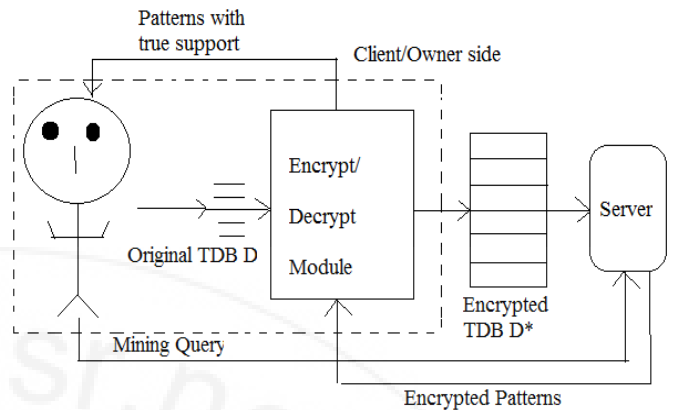 Patterns with
true support
Client/Owner side
Encrypt/
Decrypt
Module
Original TDB D
Server
Encrypted
TDB D*
Mining Query
Encrypted Patterns